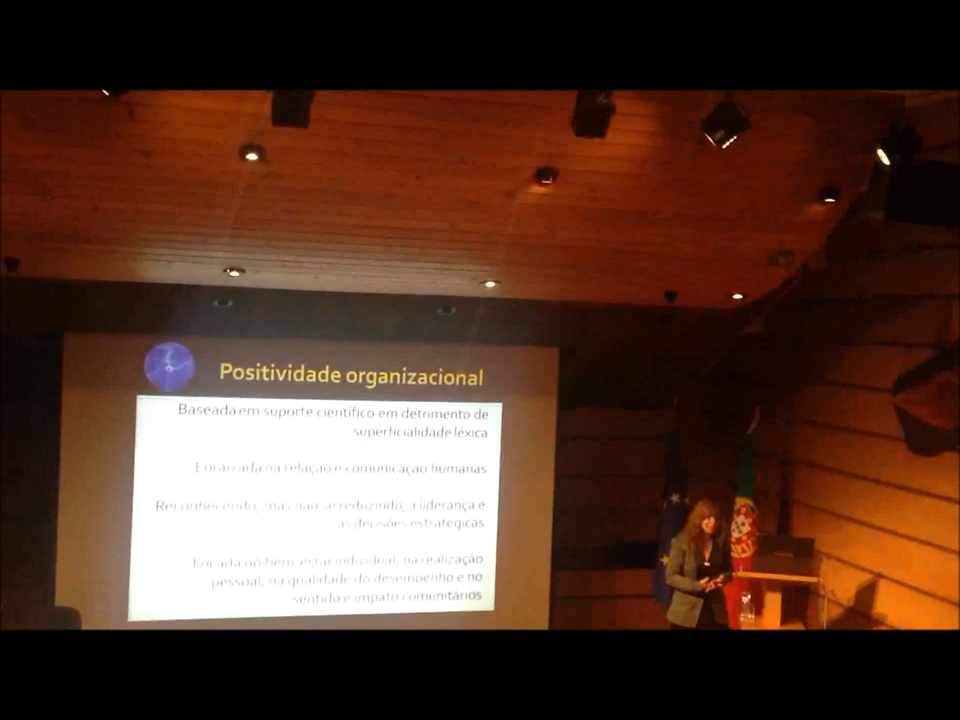 Positividade organizacional
Baseada em suporte científico em detrimento de
superficialidade léxica
Enraizada na relação e comunicação humanas
Reconhecendo, mas não se reduzindo, a liderança e
as decisões estratégicas
Focada no bem-estar individual, na realização
pessoal, na qualidade do desempenho e no
sentido e impato comunitários